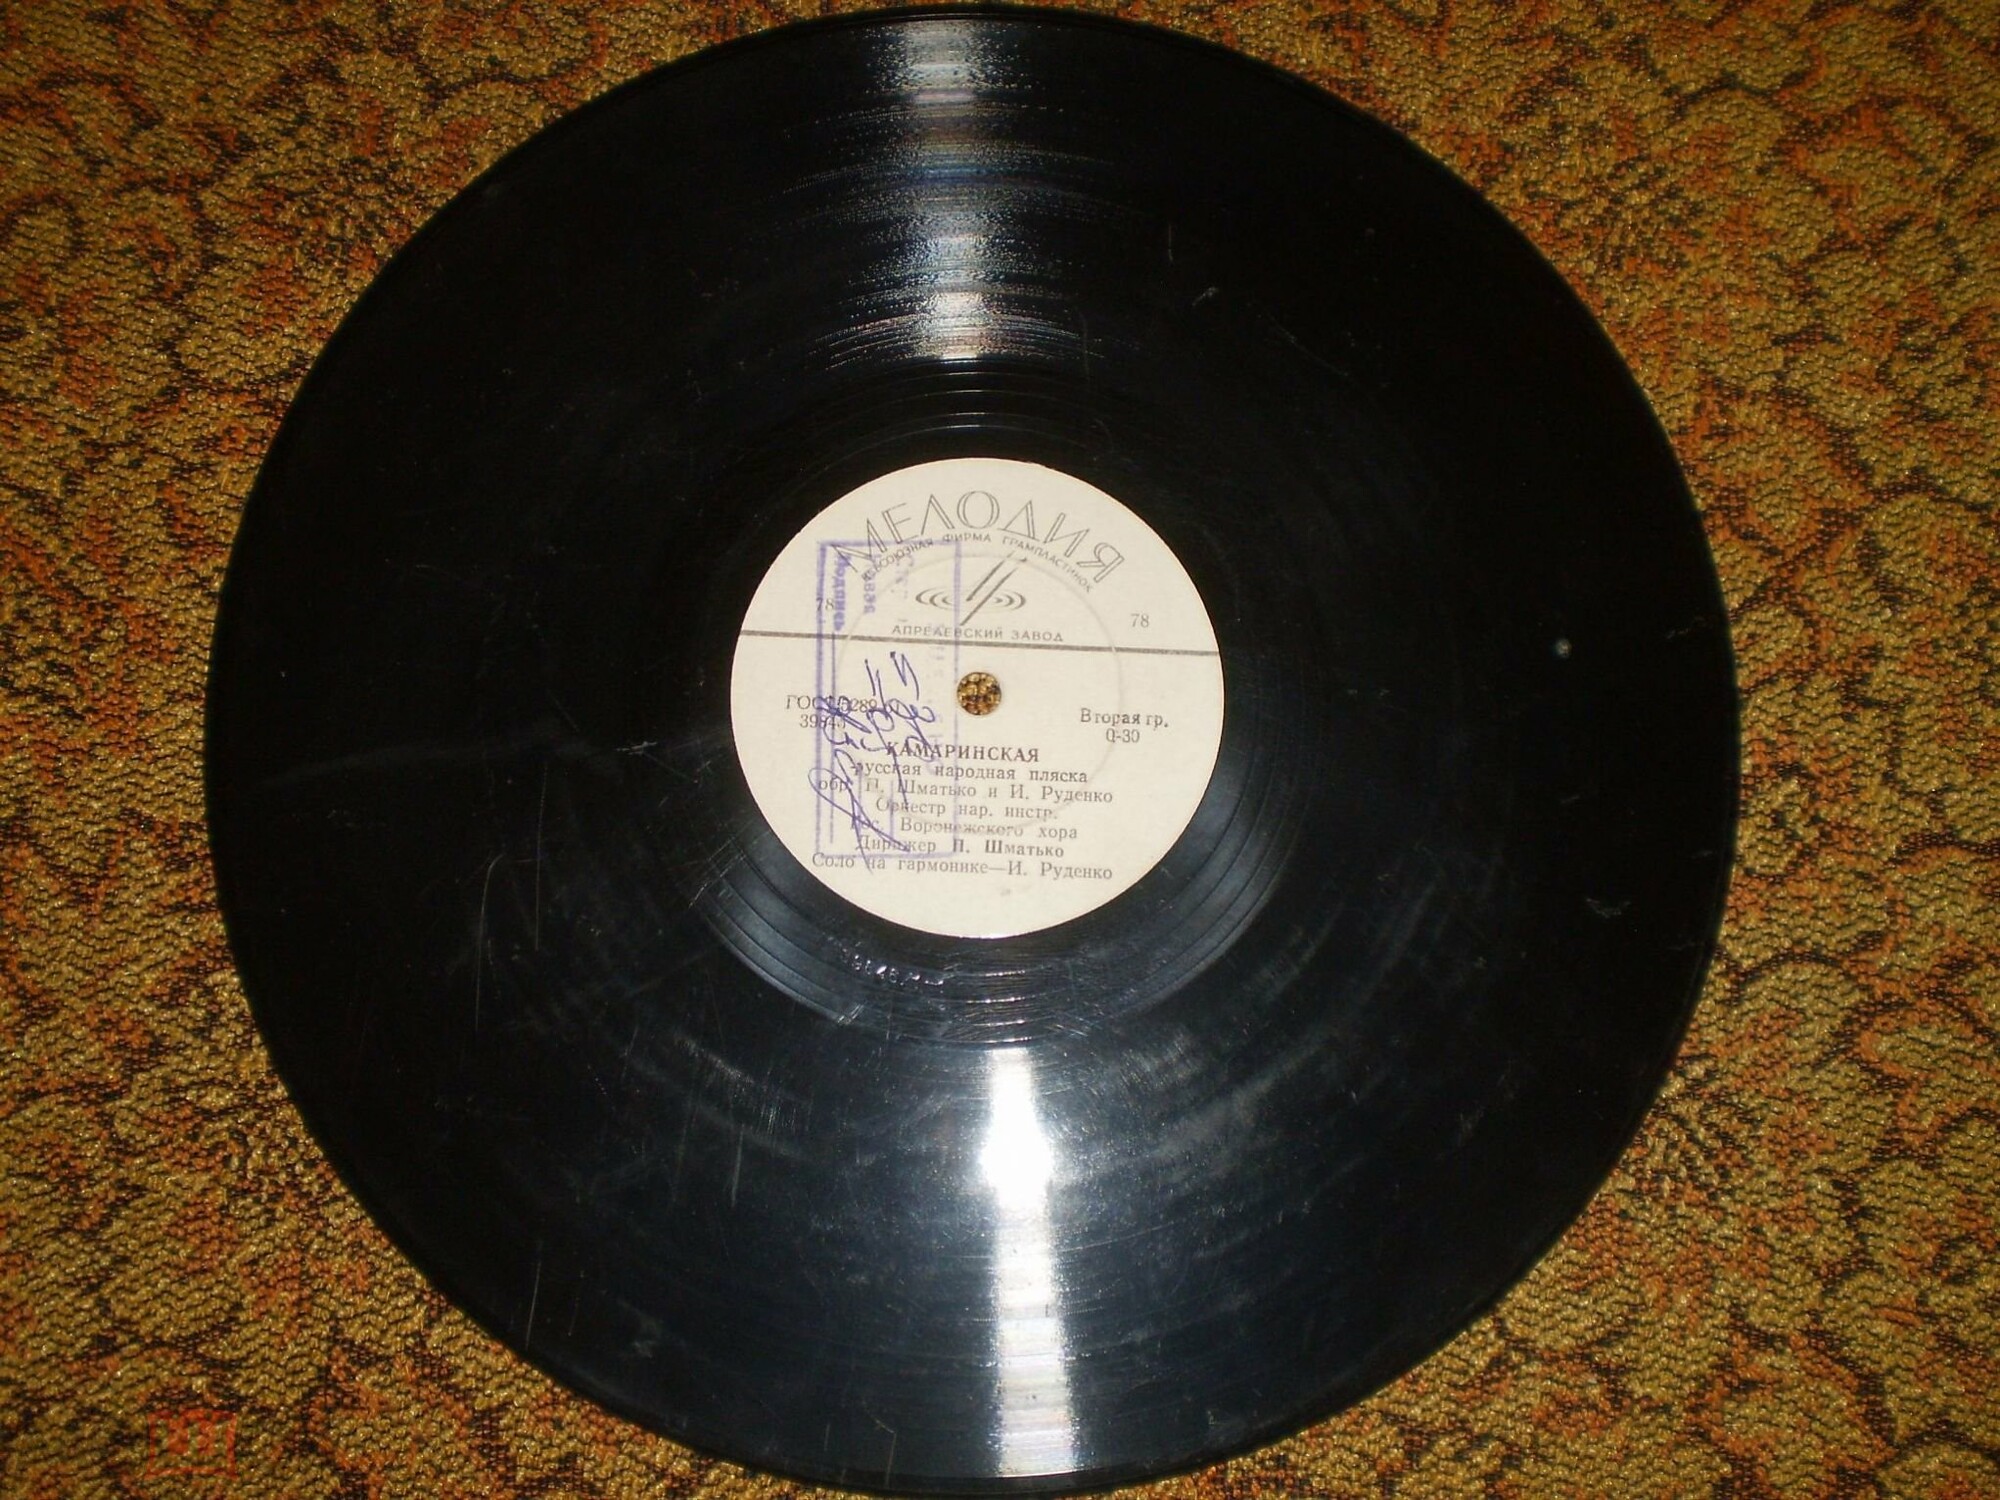 МЕЛОДИЯ
ВСЕСОЮЗНАЯ ФИРМА ГРАМПЛАСТИНОК
78 78
АПРЕЛЕВСКИЙ ЗАВОД
Вторая гр.
0-30
КАМАРИНСКАЯ
русская народная пляска
обр. П. Шматько и И. Руденко
Оркестр нар. инстр.
Воронежского хора
Дирижер П. Шматько
Соло на гармонике—И. Руденко